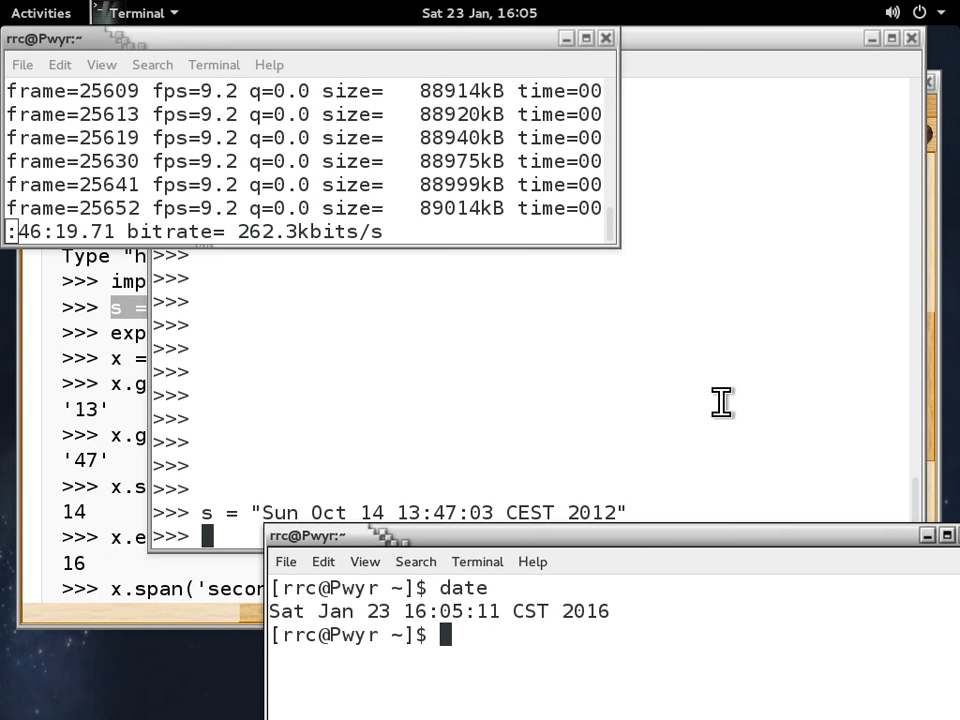 Activities
Terminal
Sat 23 Jan, 16:05
rrc@Pwyr:~
File Edit View Search Terminal Help
frame=25609 fps=9.2 q=0.0 size=   88914kB time=00
frame=25613 fps=9.2 q=0.0 size=   88920kB time=00
frame=25619 fps=9.2 q=0.0 size=   88940kB time=00
frame=25630 fps=9.2 q=0.0 size=   88975kB time=00
frame=25641 fps=9.2 q=0.0 size=   88999kB time=00
frame=25652 fps=9.2 q=0.0 size=   89014kB time=00
:46:19.71 bitrate= 262.3kbits/s
Type "h
>>> imp
>>> s =
>>> exp
>>> x =
>>> x.g
'13'
>>> x.g
'47'
>>> x.s
14
>>> x.e
16
>>> x.span('secon
>>>
>>>
>>>
>>>
>>>
>>>
>>>
>>>
>>>
>>>
>>>
>>> s = "Sun Oct 14 13:47:03 CEST 2012"
>>>
rrc@Pwyr:~
File Edit View Search Terminal Help
[rrc@Pwyr ~]$ date
Sat Jan 23 16:05:11 CST 2016
[rrc@Pwyr ~]$